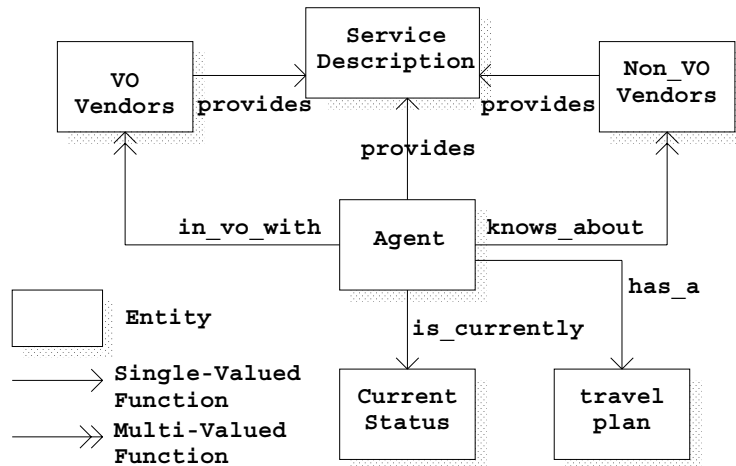 Service
Description
VO
Vendors
Non_VO
Vendors
provides
provides
provides
in_vo_with
Agent
knows_about
has_a
Entity
is_currently
Single-Valued
Function
Current
Status
travel
plan
Multi-Valued
Function